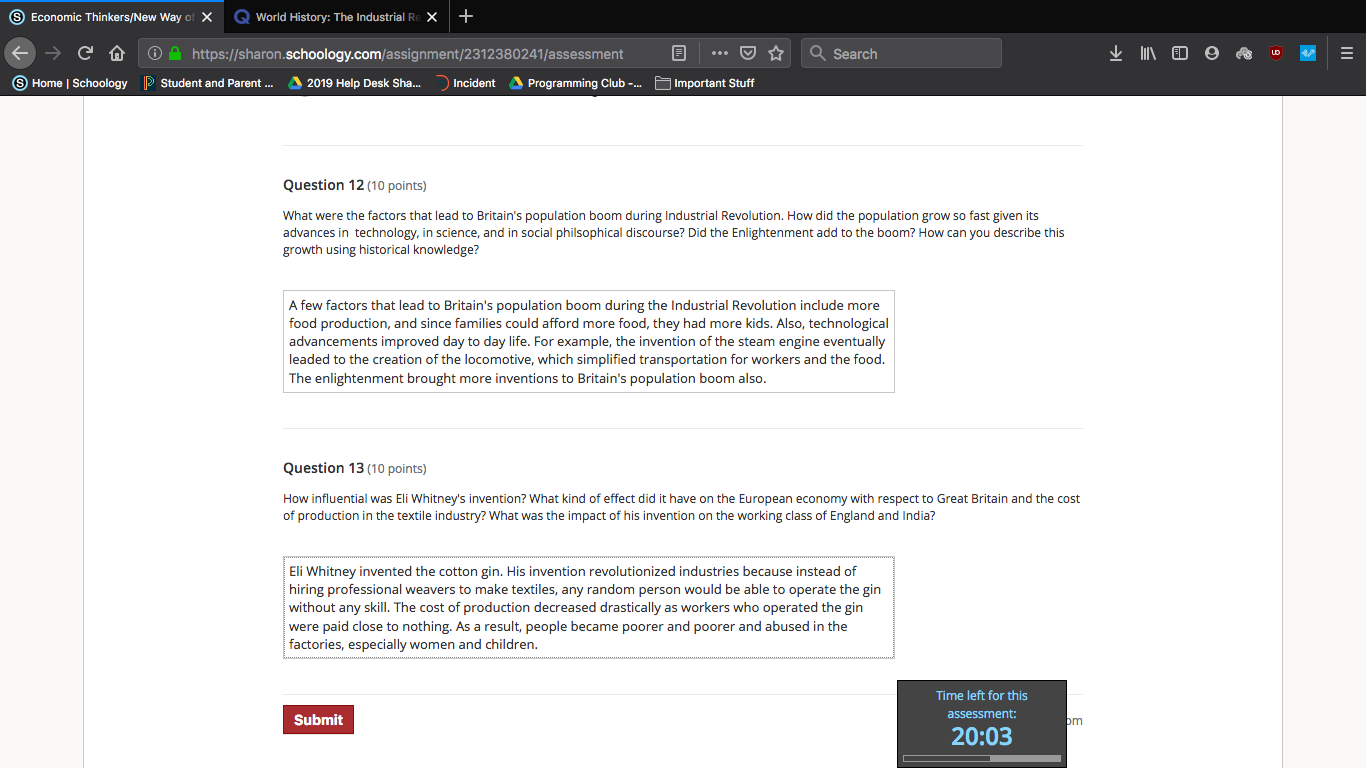 Economic Thinkers/New Way of
World History: The Industrial Re
https://sharon.schoology.com/assignment/2312380241/assessment
Search
Home | Schoology
Student and Parent ...
2019 Help Desk Sha...
Incident
Programming Club -...
Important Stuff
Question 12 (10 points)
What were the factors that lead to Britain's population boom during Industrial Revolution. How did the population grow so fast given its
advances in technology, in science, and in social philsophical discourse? Did the Enlightenment add to the boom? How can you describe this
growth using historical knowledge?
A few factors that lead to Britain's population boom during the Industrial Revolution include more
food production, and since families could afford more food, they had more kids. Also, technological
advancements improved day to day life. For example, the invention of the steam engine eventually
leaded to the creation of the locomotive, which simplified transportation for workers and the food.
The enlightenment brought more inventions to Britain's population boom also.
Question 13 (10 points)
How influential was Eli Whitney's invention? What kind of effect did it have on the European economy with respect to Great Britain and the cost
of production in the textile industry? What was the impact of his invention on the working class of England and India?
Eli Whitney invented the cotton gin. His invention revolutionized industries because instead of
hiring professional weavers to make textiles, any random person would be able to operate the gin
without any skill. The cost of production decreased drastically as workers who operated the gin
were paid close to nothing. As a result, people became poorer and poorer and abused in the
factories, especially women and children.
Submit
Time left for this
assessment:
20:03
om